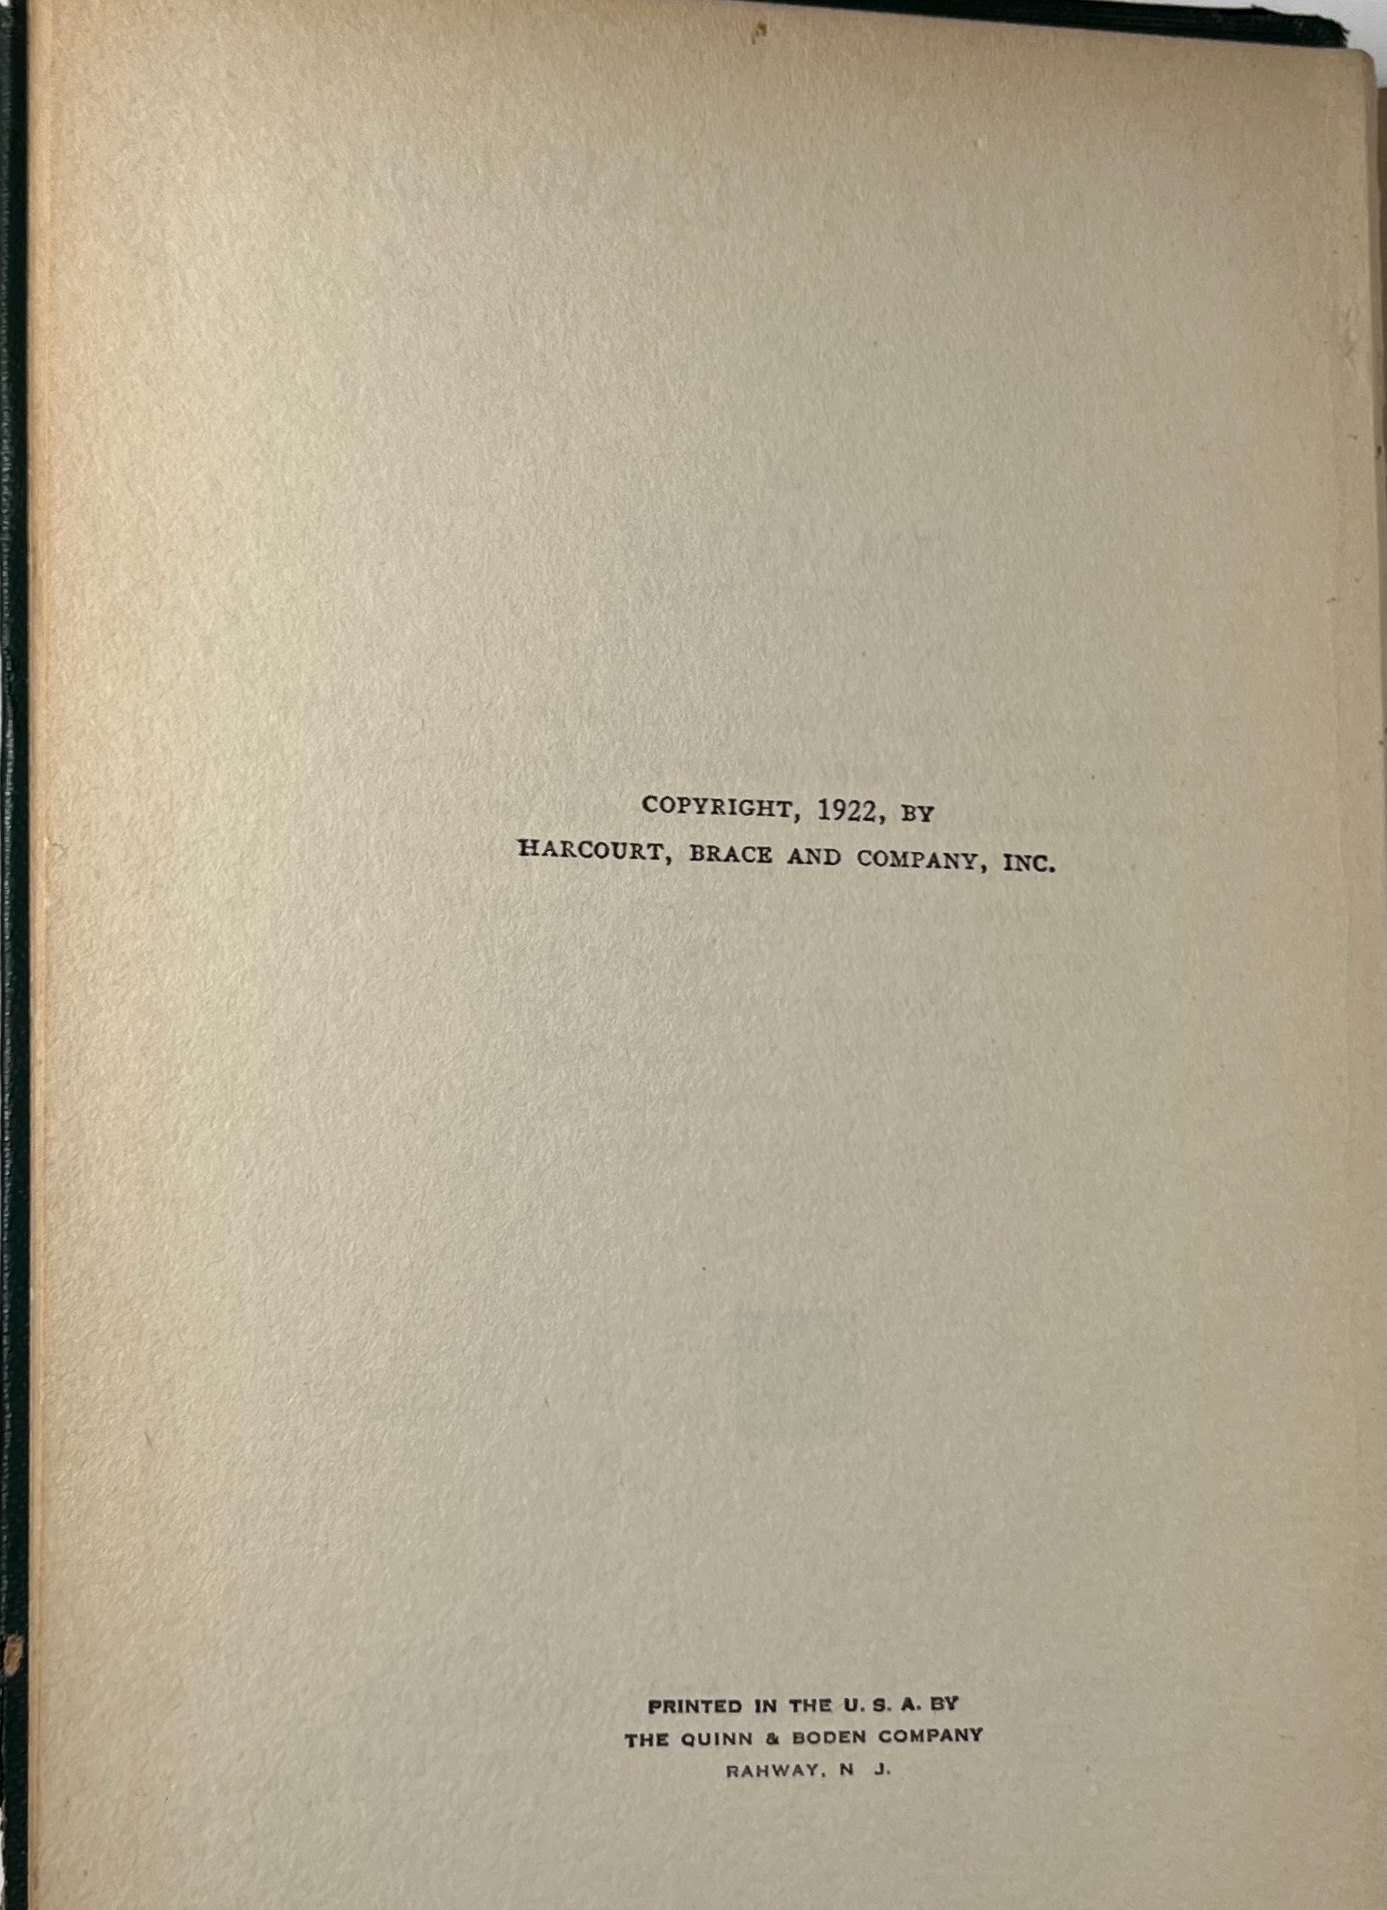 COPYRIGHT, 1922, BY
HARCOURT, BRACE AND COMPANY, INC.
PRINTED IN THE U. S. A. BY
THE QUINN & BODEN COMPANY
RAHWAY, N J.